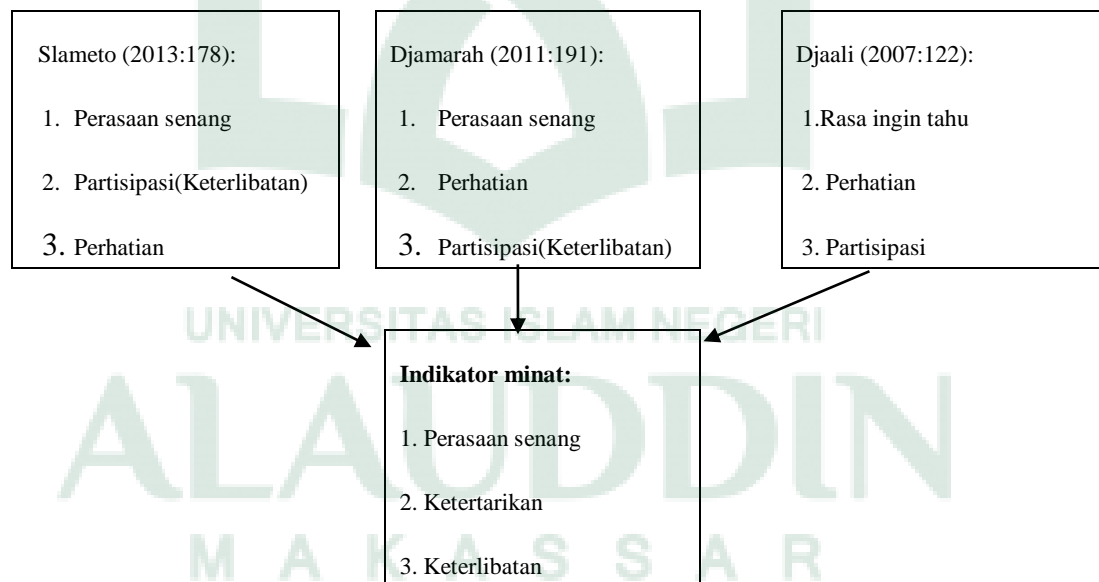 Slameto (2013:178):
1. Perasaan senang
2. Partisipasi(Keterlibatan)
3. Perhatian
Djamarah (2011:191):
1. Perasaan senang
2. Perhatian
3. Partisipasi(Keterlibatan)
Djaali (2007:122):
1.Rasa ingin tahu
2. Perhatian
3. Partisipasi
UNIVERSITAS ISLAM NEGERI
ALAUDDIN
MAKASSAR
Indikator minat:
1. Perasaan senang
2. Ketertarikan
3. Keterlibatan